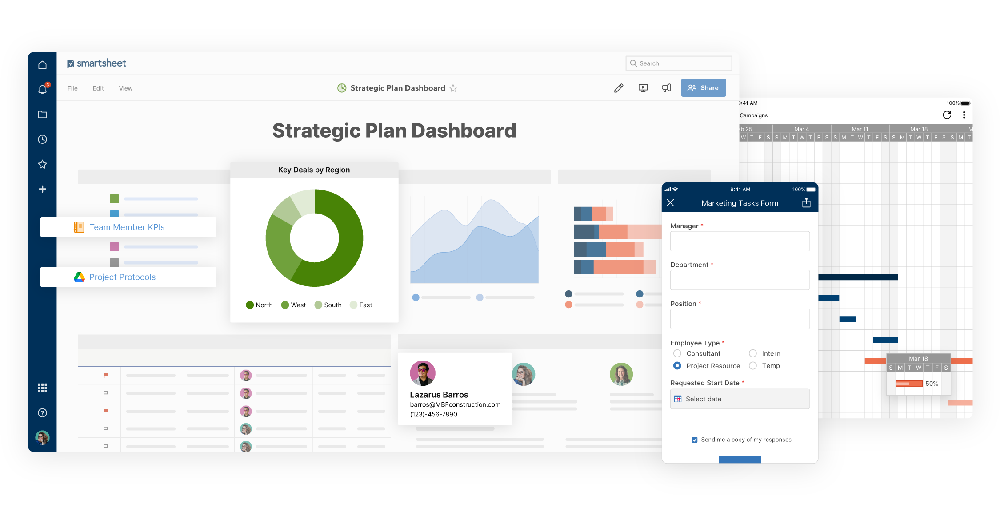 smartsheet
Search
3
File Edit View
Strategic Plan Dashboard
Share
Strategic Plan Dashboard
Key Deals by Region
North West South East
Team Member KPIs
Project Protocols
Lazarus Barros
barros@MBFconstruction.com
(123)-456-7890
9:41 AM 100%
Campaigns
eb 25 Mar 4 Mar 11 Mar 18 M
W T F S S M T W T F S S M T W T F S S M T W T F S S M T
Mar 18
S M T W T F S
50%
9:41 AM 100%
Marketing Tasks Form
Manager *
Department *
Position *
Employee Type *
Consultant Intern
Project Resource Temp
Requested Start Date *
Select date
Send me a copy of my responses